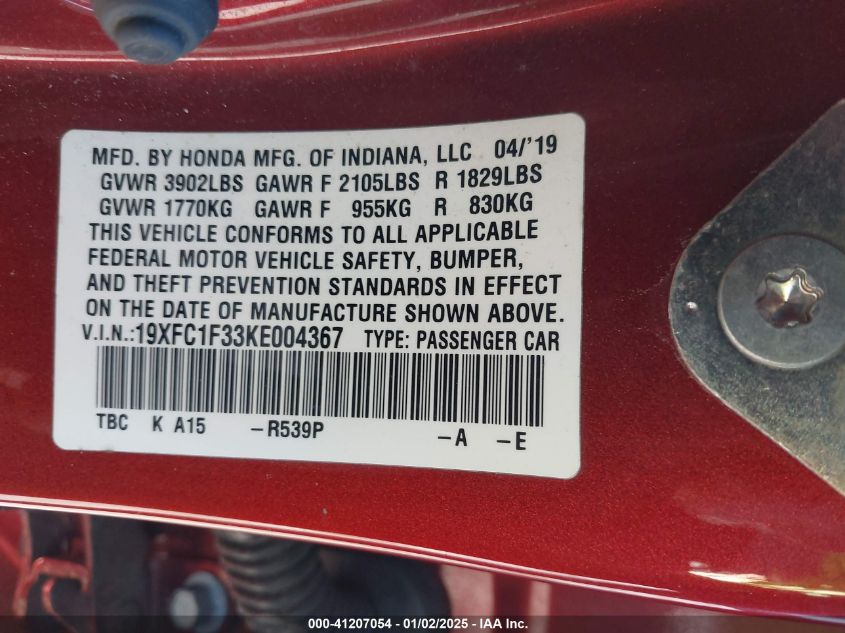 MFD. BY HONDA MFG. OF INDIANA, LLC 04/'19
GVWR 3902LBS GAWR F 2105LBS R 1829LBS
GVWR 1770KG GAWR F 955KG R 830KG
THIS VEHICLE CONFORMS TO ALL APPLICABLE
FEDERAL MOTOR VEHICLE SAFETY, BUMPER,
AND THEFT PREVENTION STANDARDS IN EFFECT
ON THE DATE OF MANUFACTURE SHOWN ABOVE.
V.I.N.:19XFC1F33KE004367 TYPE: PASSENGER CAR
TBC K A15 -R539P -A -E
000-41207054 - 01/02/2025 - IAA Inc.